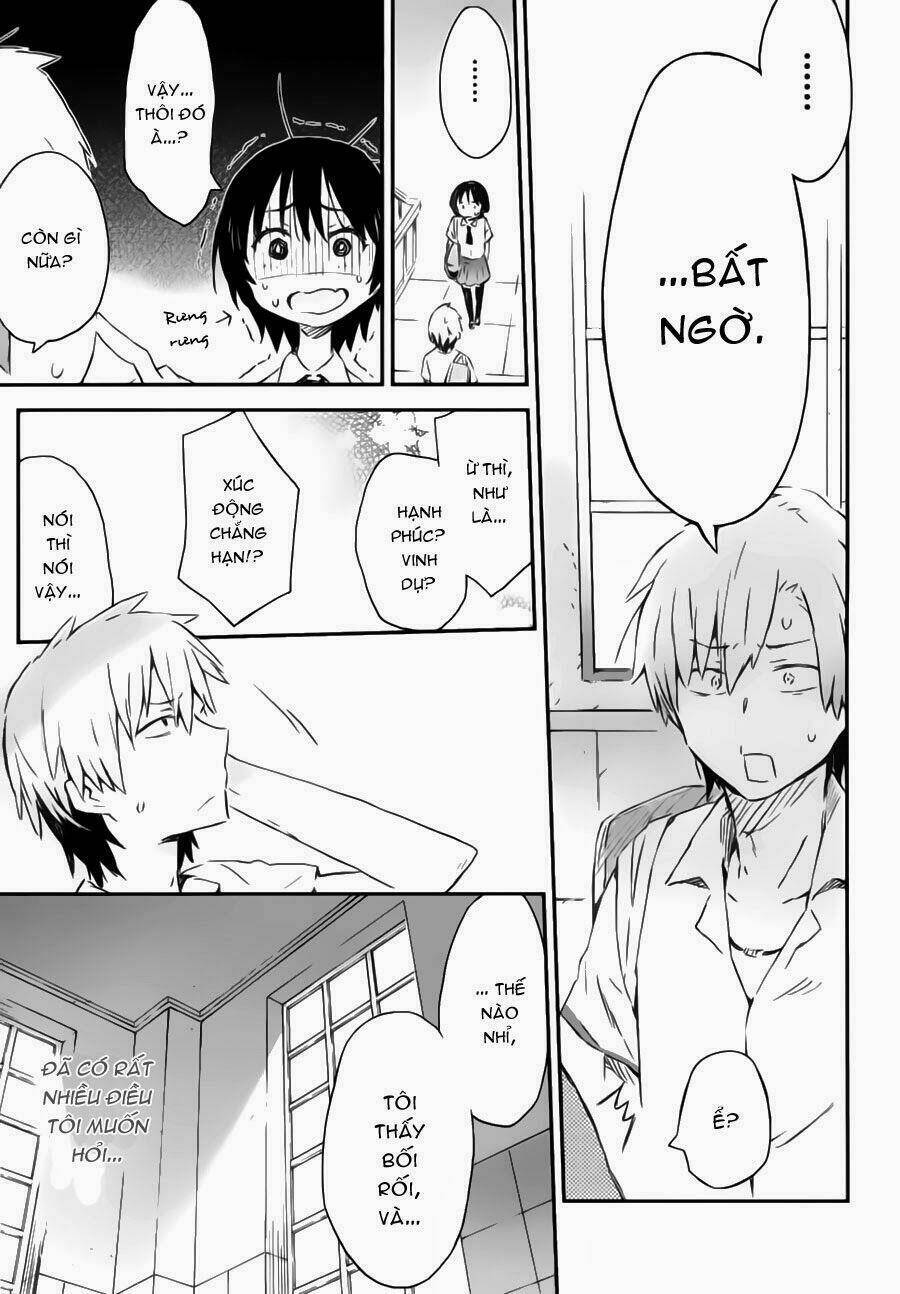 ………
...BẤT
NGỜ.
Ể?
………
VẬY...
THÔI ĐÓ
À...?
Rưng
rưng
CÒN GÌ
NỮA?
Ừ THÌ,
NHƯ
LÀ...
HẠNH
PHÚC?
VINH
DỰ?
XÚC
ĐỘNG
CHẲNG
HẠN!?
NÓI
THÌ
NÓI
VẬY...
... THẾ
NÀO
NHỈ,
TÔI
THẤY
BỐI
RỐI,
VÀ...
ĐÃ CÓ RẤT
NHIỀU ĐIỀU
TÔI MUỐN
HỎI...